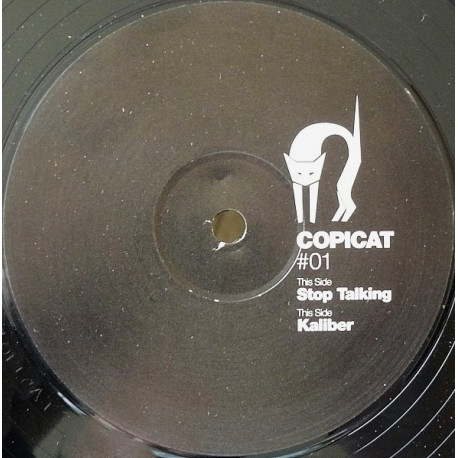 COPICAT
#01
This Side
Stop Talking
This Side
Kaliber